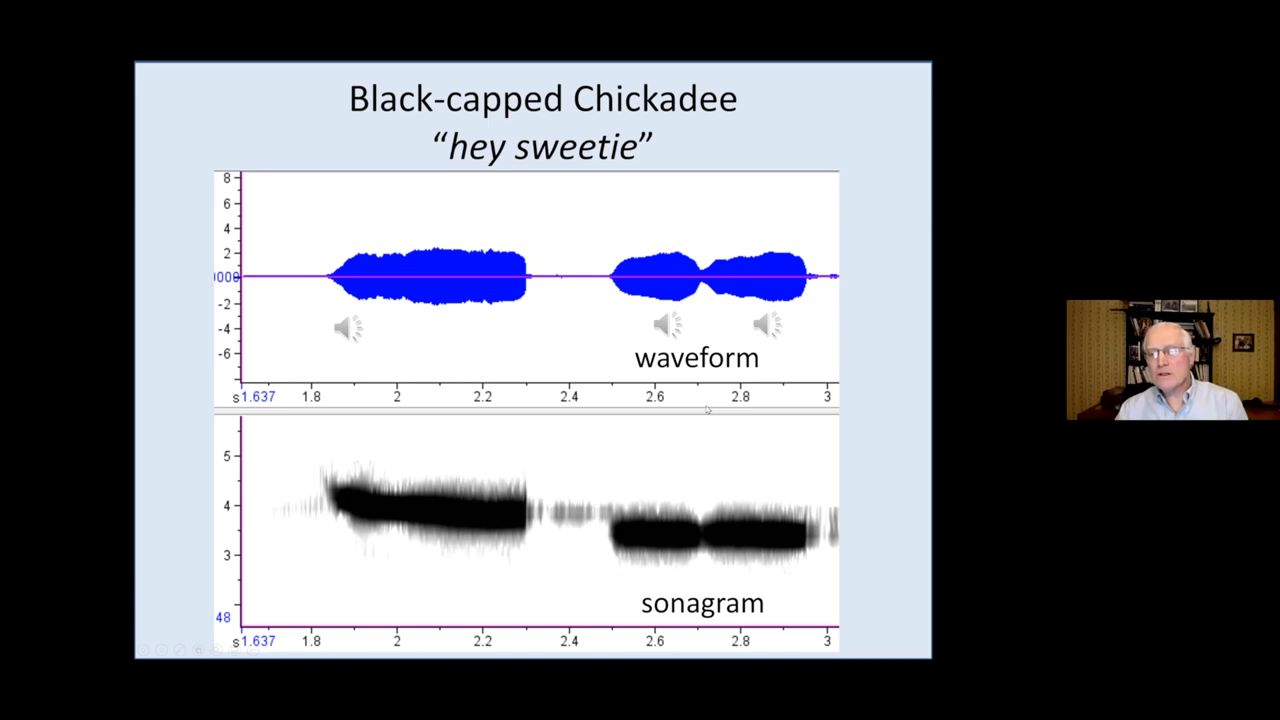 Black-capped Chickadee
“hey sweetie”
8
6
4
2
-2
-4
-6
waveform
s 1.637 1.8 2 2.2 2.4 2.6 2.8 3
5
4
3
48
sonagram
s 1.637 1.8 2 2.2 2.4 2.6 2.8 3